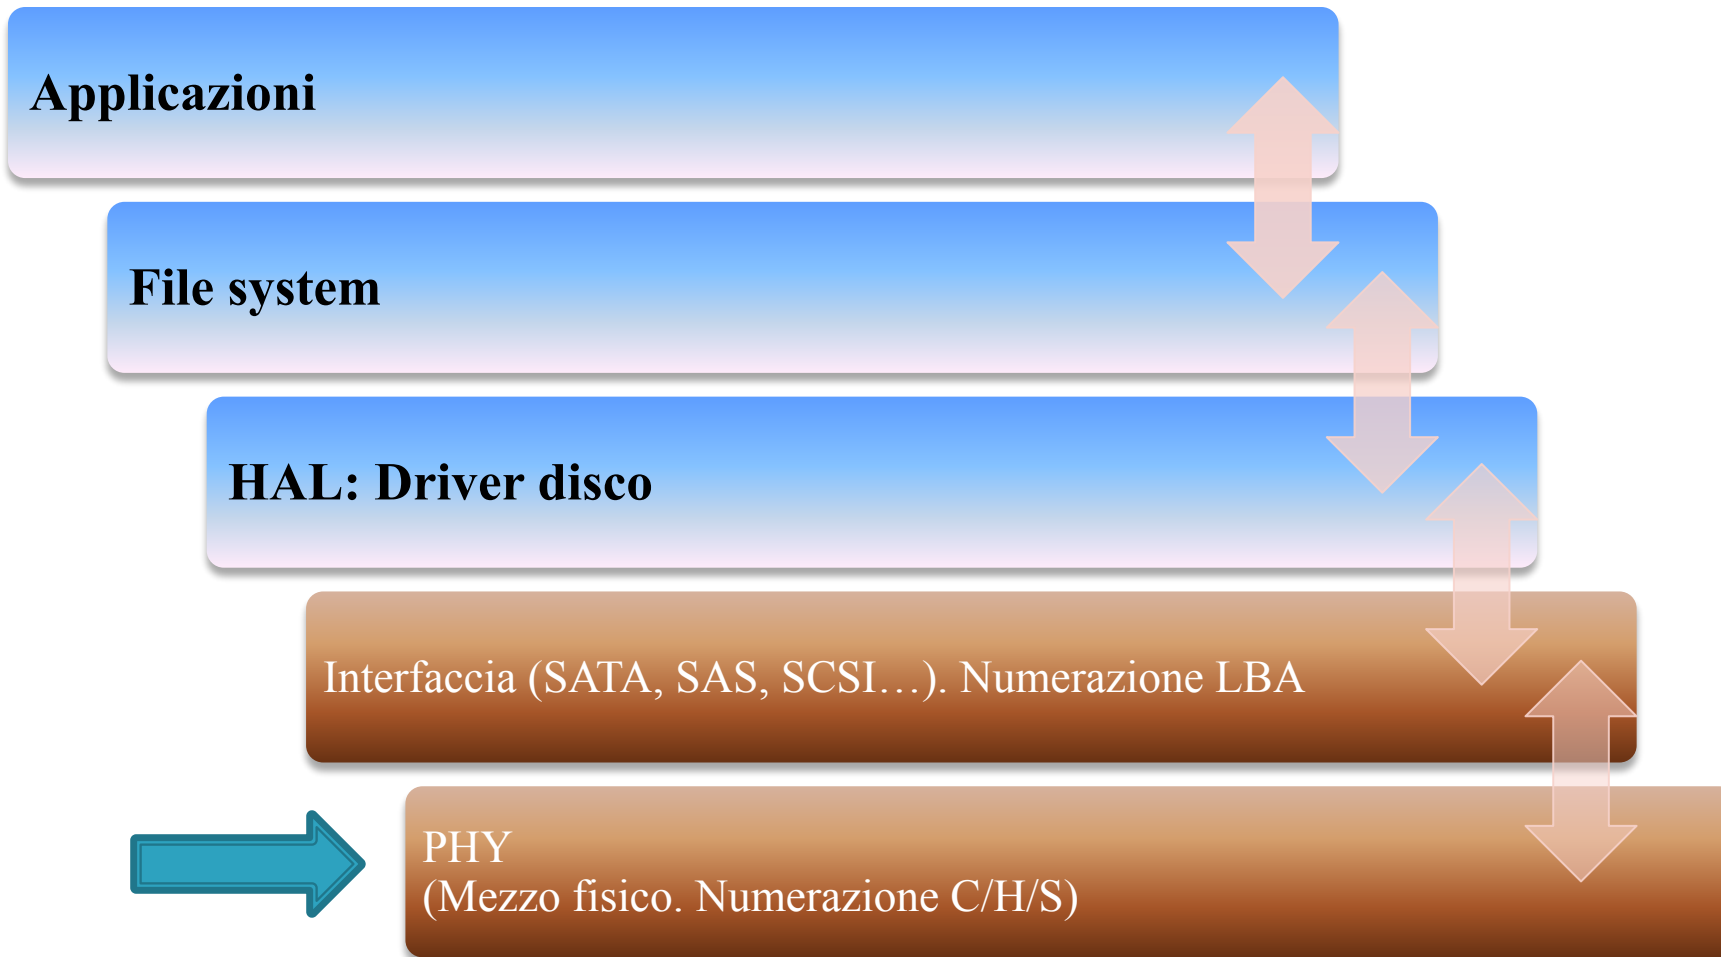 Applicazioni
File system
HAL: Driver disco
Interfaccia (SATA, SAS, SCSI…). Numerazione LBA
PHY
(Mezzo fisico. Numerazione C/H/S)